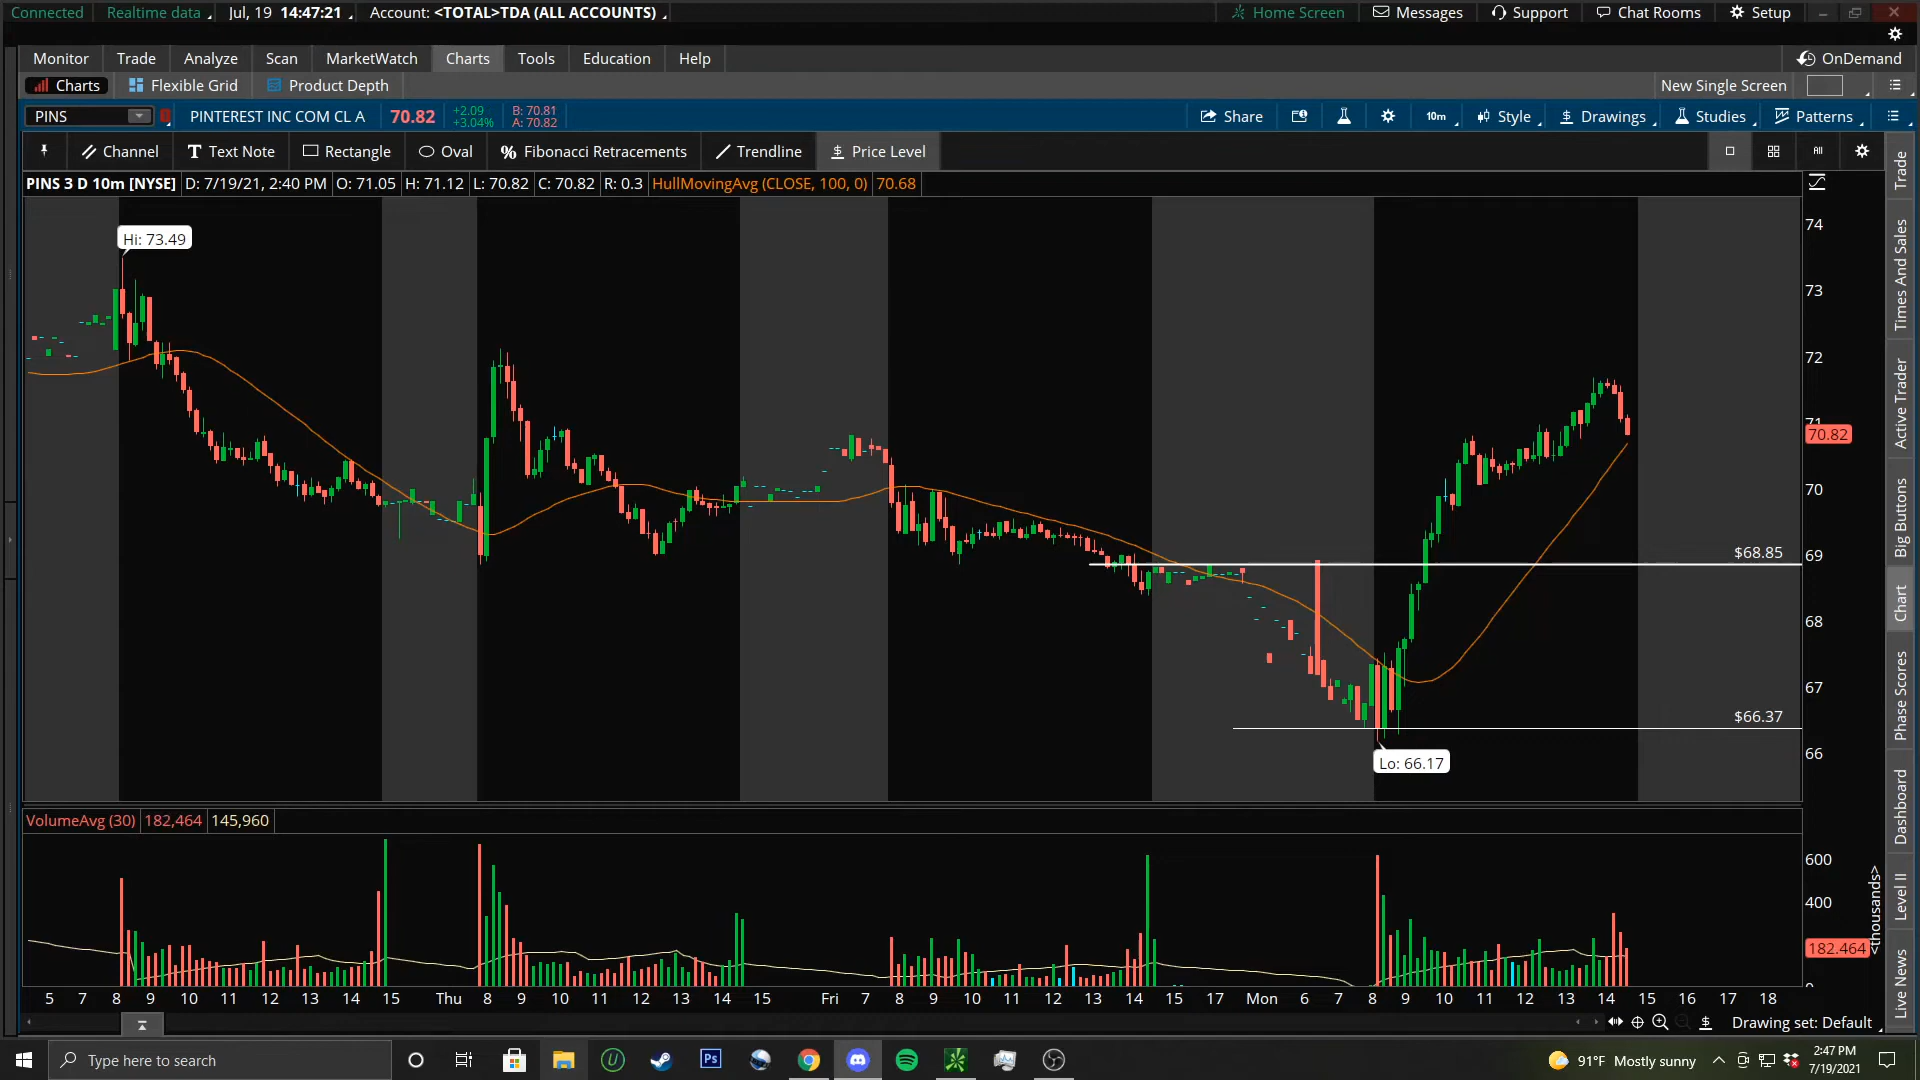 Connected Realtime data Jul, 19 14:47:21 Account: <TOTAL>TDA (ALL ACCOUNTS) Home Screen Messages Support Chat Rooms Setup
Monitor Trade Analyze Scan MarketWatch Charts Tools Education Help OnDemand
Charts Flexible Grid Product Depth New Single Screen
PINS PINTEREST INC COM CL A 70.82 +2.09 +3.04% B: 70.81 A: 70.82 Share 10m Style Drawings Studies Patterns
Channel Text Note Rectangle Oval Fibonacci Retracements Trendline Price Level All
PINS 3 D 10m [NYSE] D: 7/19/21, 2:40 PM O: 71.05 H: 71.12 L: 70.82 C: 70.82 R: 0.3 HullMovingAvg (CLOSE, 100, 0) 70.68
74
Hi: 73.49
73
72
71
70.82
70
$68.85
69
68
67
$66.37
66
Lo: 66.17
VolumeAvg (30) 182,464 145,960
600
400
182.464
<thousands>
5 7 8 9 10 11 12 13 14 15 Thu 8 9 10 11 12 13 14 15 Fri 7 8 9 10 11 12 13 14 15 17 Mon 6 7 8 9 10 11 12 13 14 15 16 17 18
Drawing set: Default
Trade
Times And Sales
Active Trader
Big Buttons
Chart
Phase Scores
Dashboard
Level II
Live News
Type here to search
Ps
91°F Mostly sunny
2:47 PM
7/19/2021